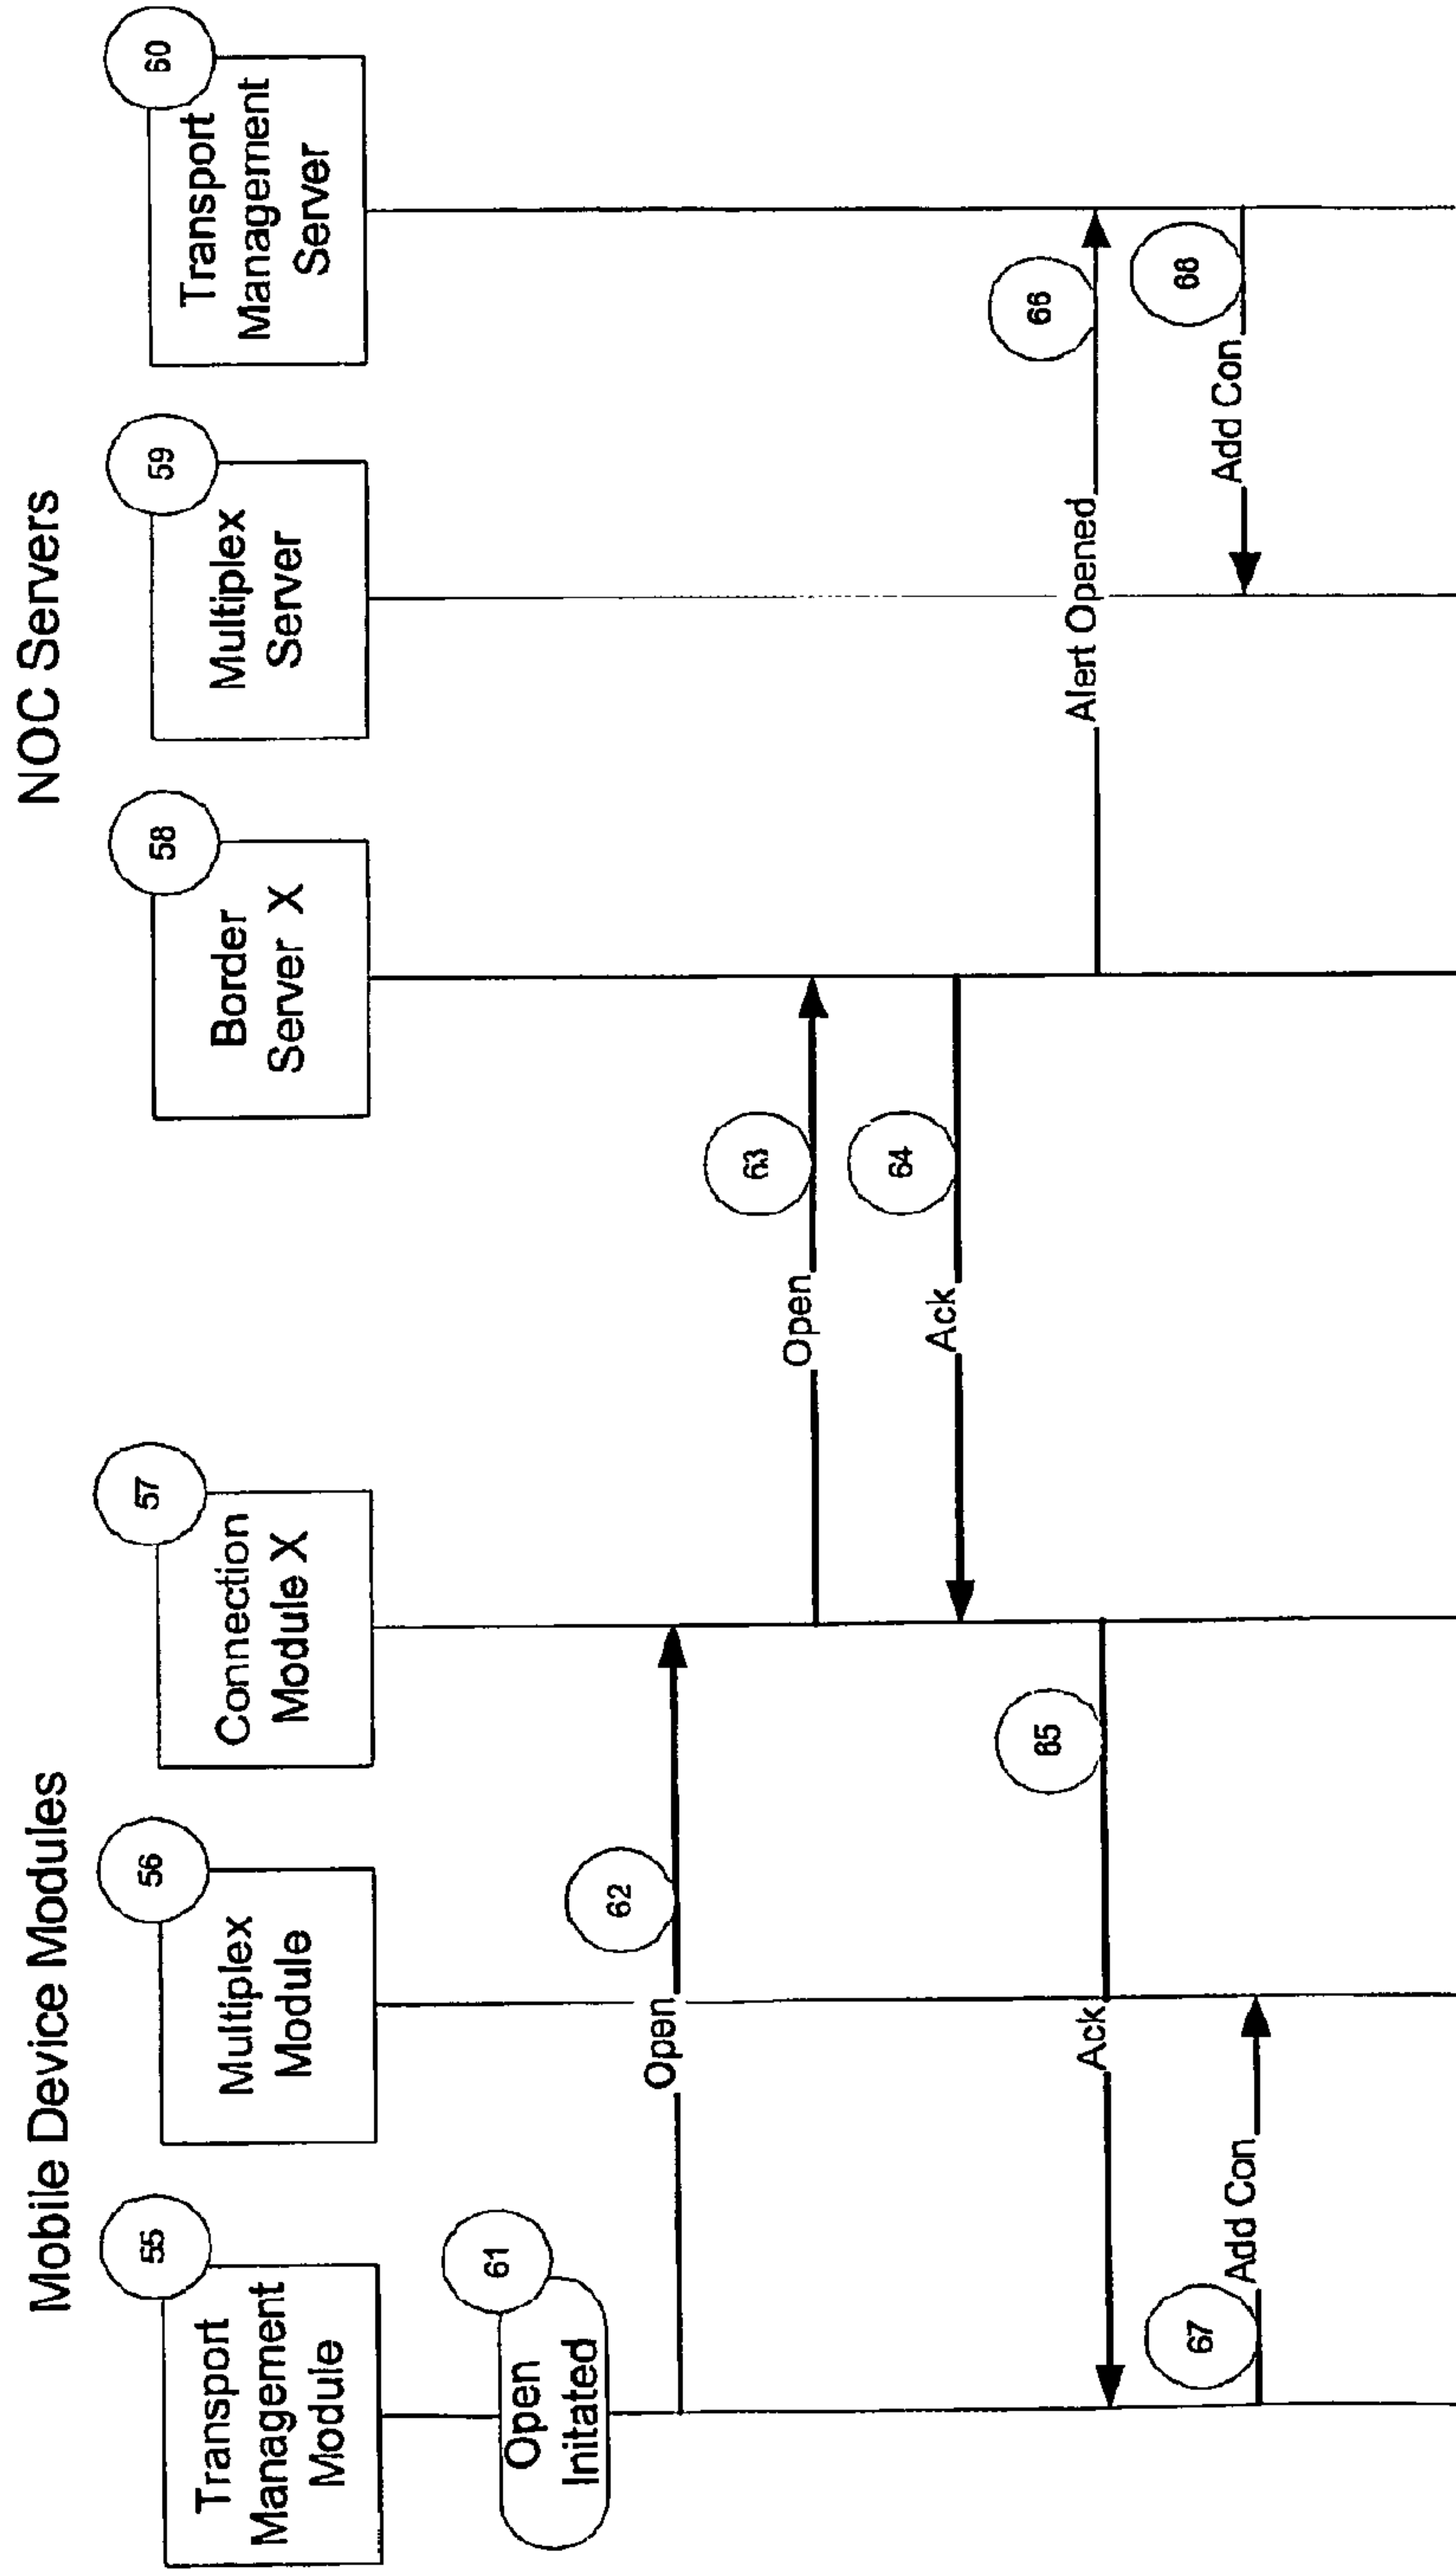 Mobile Device Modules
NOC Servers
55
Transport
Management
Module
56
Multiplex
Module
57
Connection
Module X
58
Border
Server X
59
Multiplex
Server
60
Transport
Management
Server
61
Open
Initated
62
Open
63
Open
64
Ack
65
Ack
66
Alert Opened
67
Add Con
68
Add Con